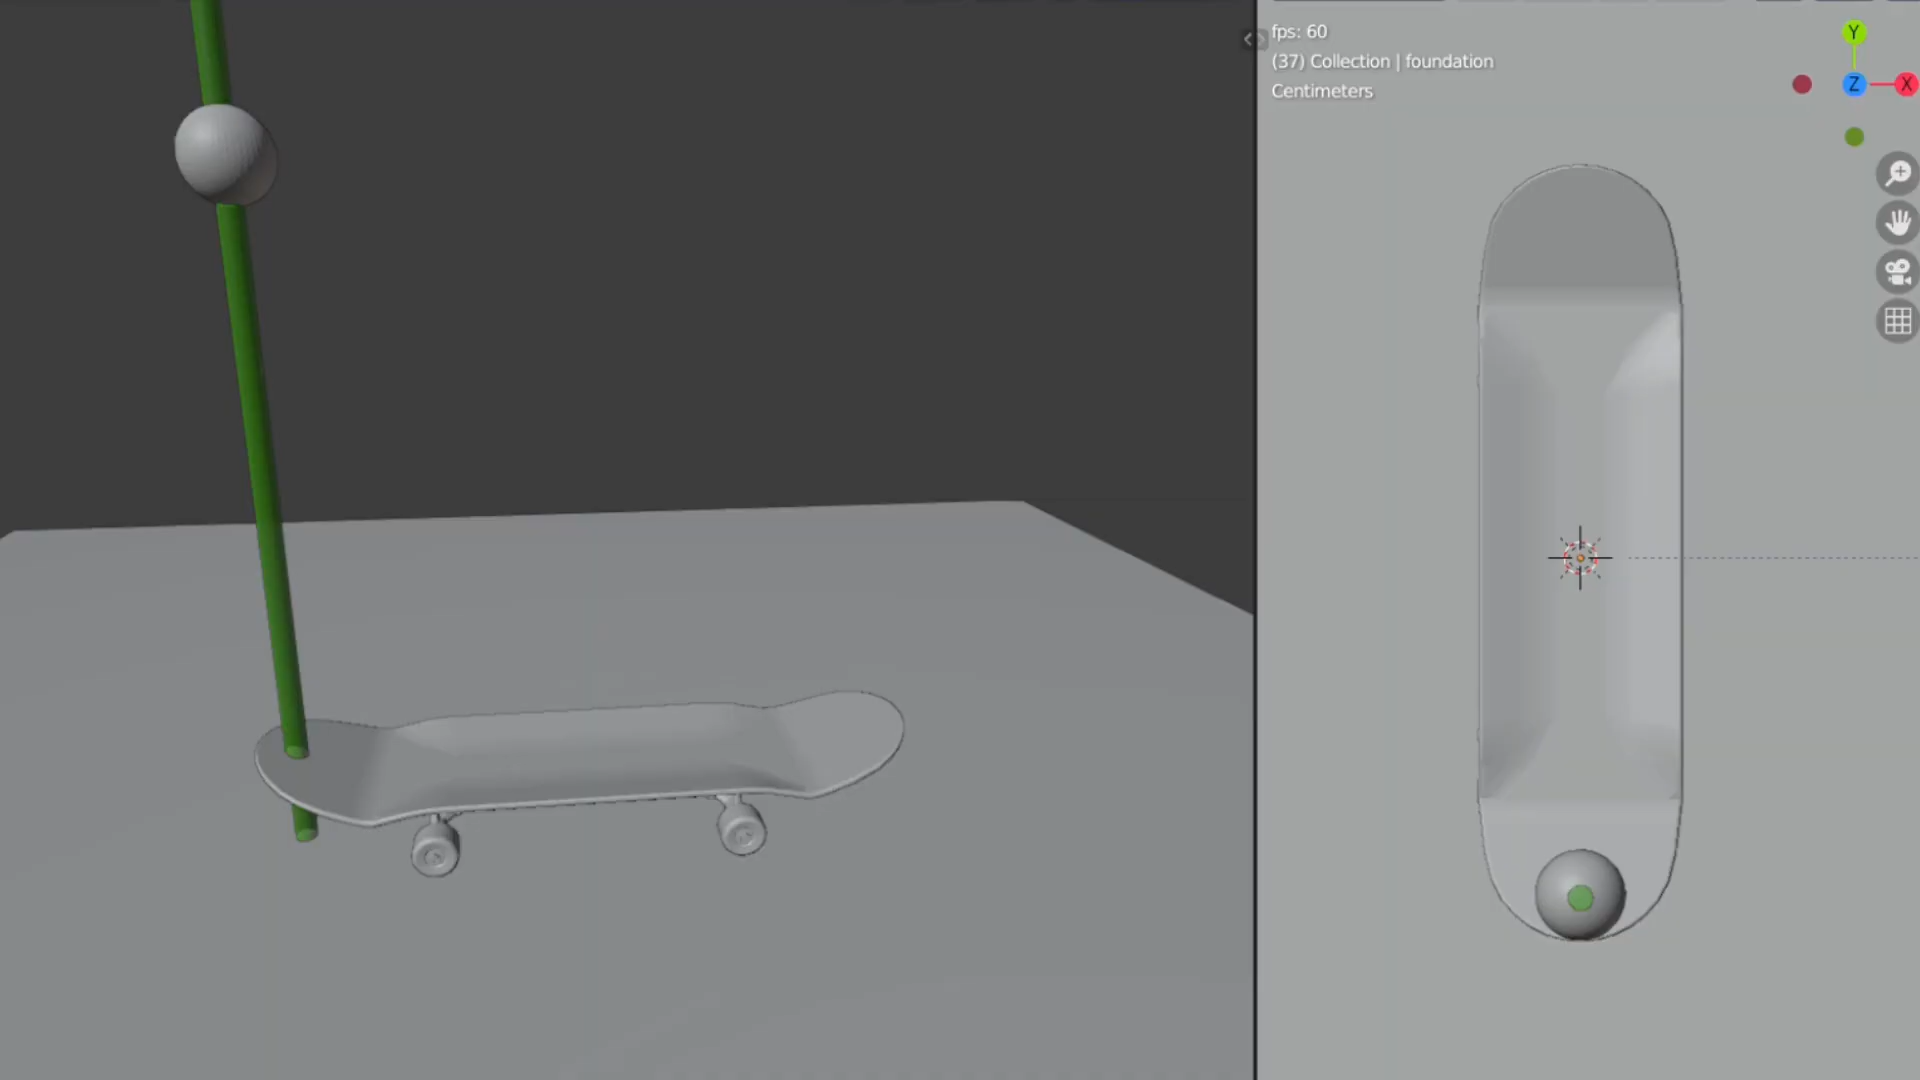 fps: 60
(37) Collection | foundation
Centimeters
Y
Z
X